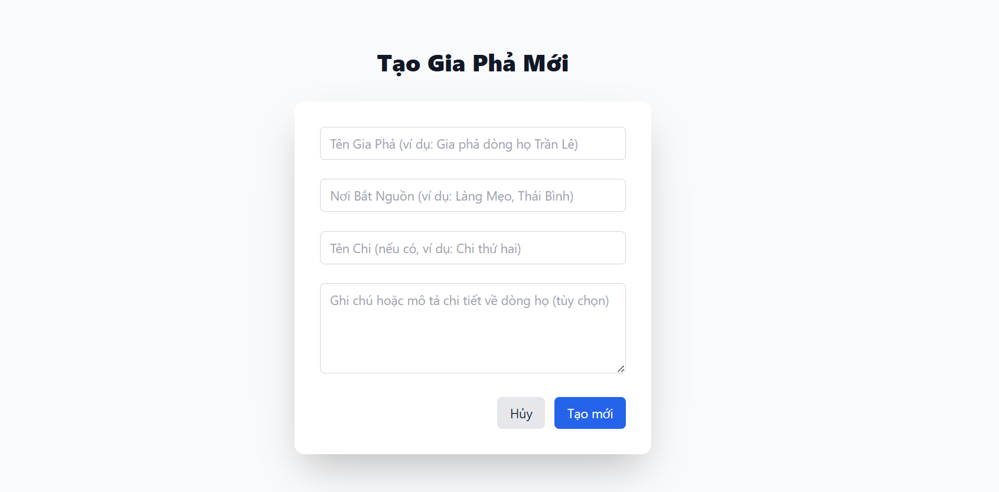 Tạo Gia Phả Mới
Tên Gia Phả (ví dụ: Gia phả dòng họ Trần Lê)
Nơi Bắt Nguồn (ví dụ: Làng Mẹo, Thái Bình)
Tên Chi (nếu có, ví dụ: Chi thứ hai)
Ghi chú hoặc mô tả chi tiết về dòng họ (tùy chọn)
Hủy
Tạo mới